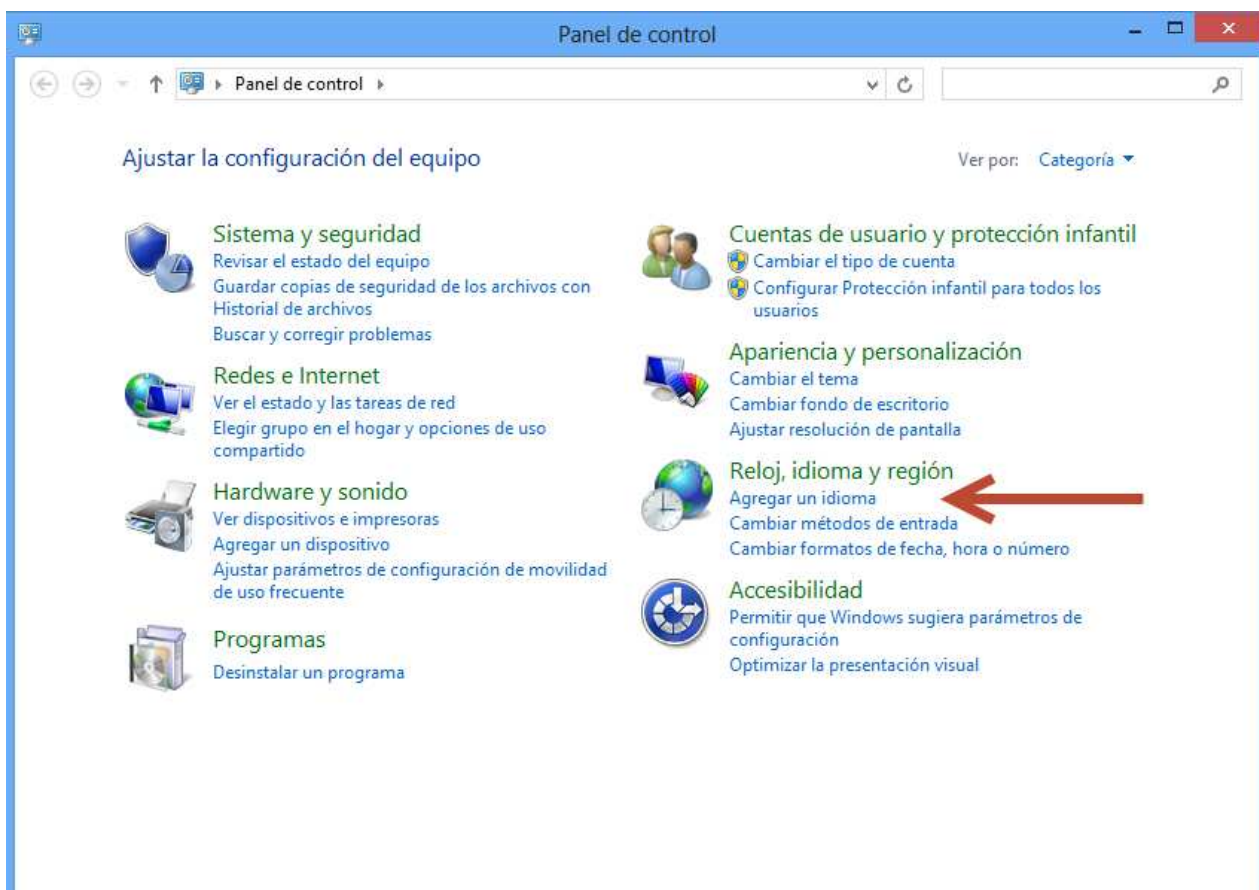 Panel de control
Panel de control
Ajustar la configuración del equipo
Ver por: Categoría
Sistema y seguridad
Revisar el estado del equipo
Guardar copias de seguridad de los archivos con
Historial de archivos
Buscar y corregir problemas
Redes e Internet
Ver el estado y las tareas de red
Elegir grupo en el hogar y opciones de uso
compartido
Hardware y sonido
Ver dispositivos e impresoras
Agregar un dispositivo
Ajustar parámetros de configuración de movilidad
de uso frecuente
Programas
Desinstalar un programa
Cuentas de usuario y protección infantil
Cambiar el tipo de cuenta
Configurar Protección infantil para todos los
usuarios
Apariencia y personalización
Cambiar el tema
Cambiar fondo de escritorio
Ajustar resolución de pantalla
Reloj, idioma y región
Agregar un idioma
Cambiar métodos de entrada
Cambiar formatos de fecha, hora o número
Accesibilidad
Permitir que Windows sugiera parámetros de
configuración
Optimizar la presentación visual